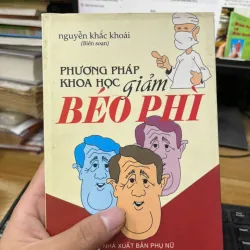 nguyễn khắc khoái
(Biên soạn)
PHƯƠNG PHÁP
KHOA HỌC giảm
BÉO PHÌ
NHÀ XUẤT BẢN PHỤ NỮ